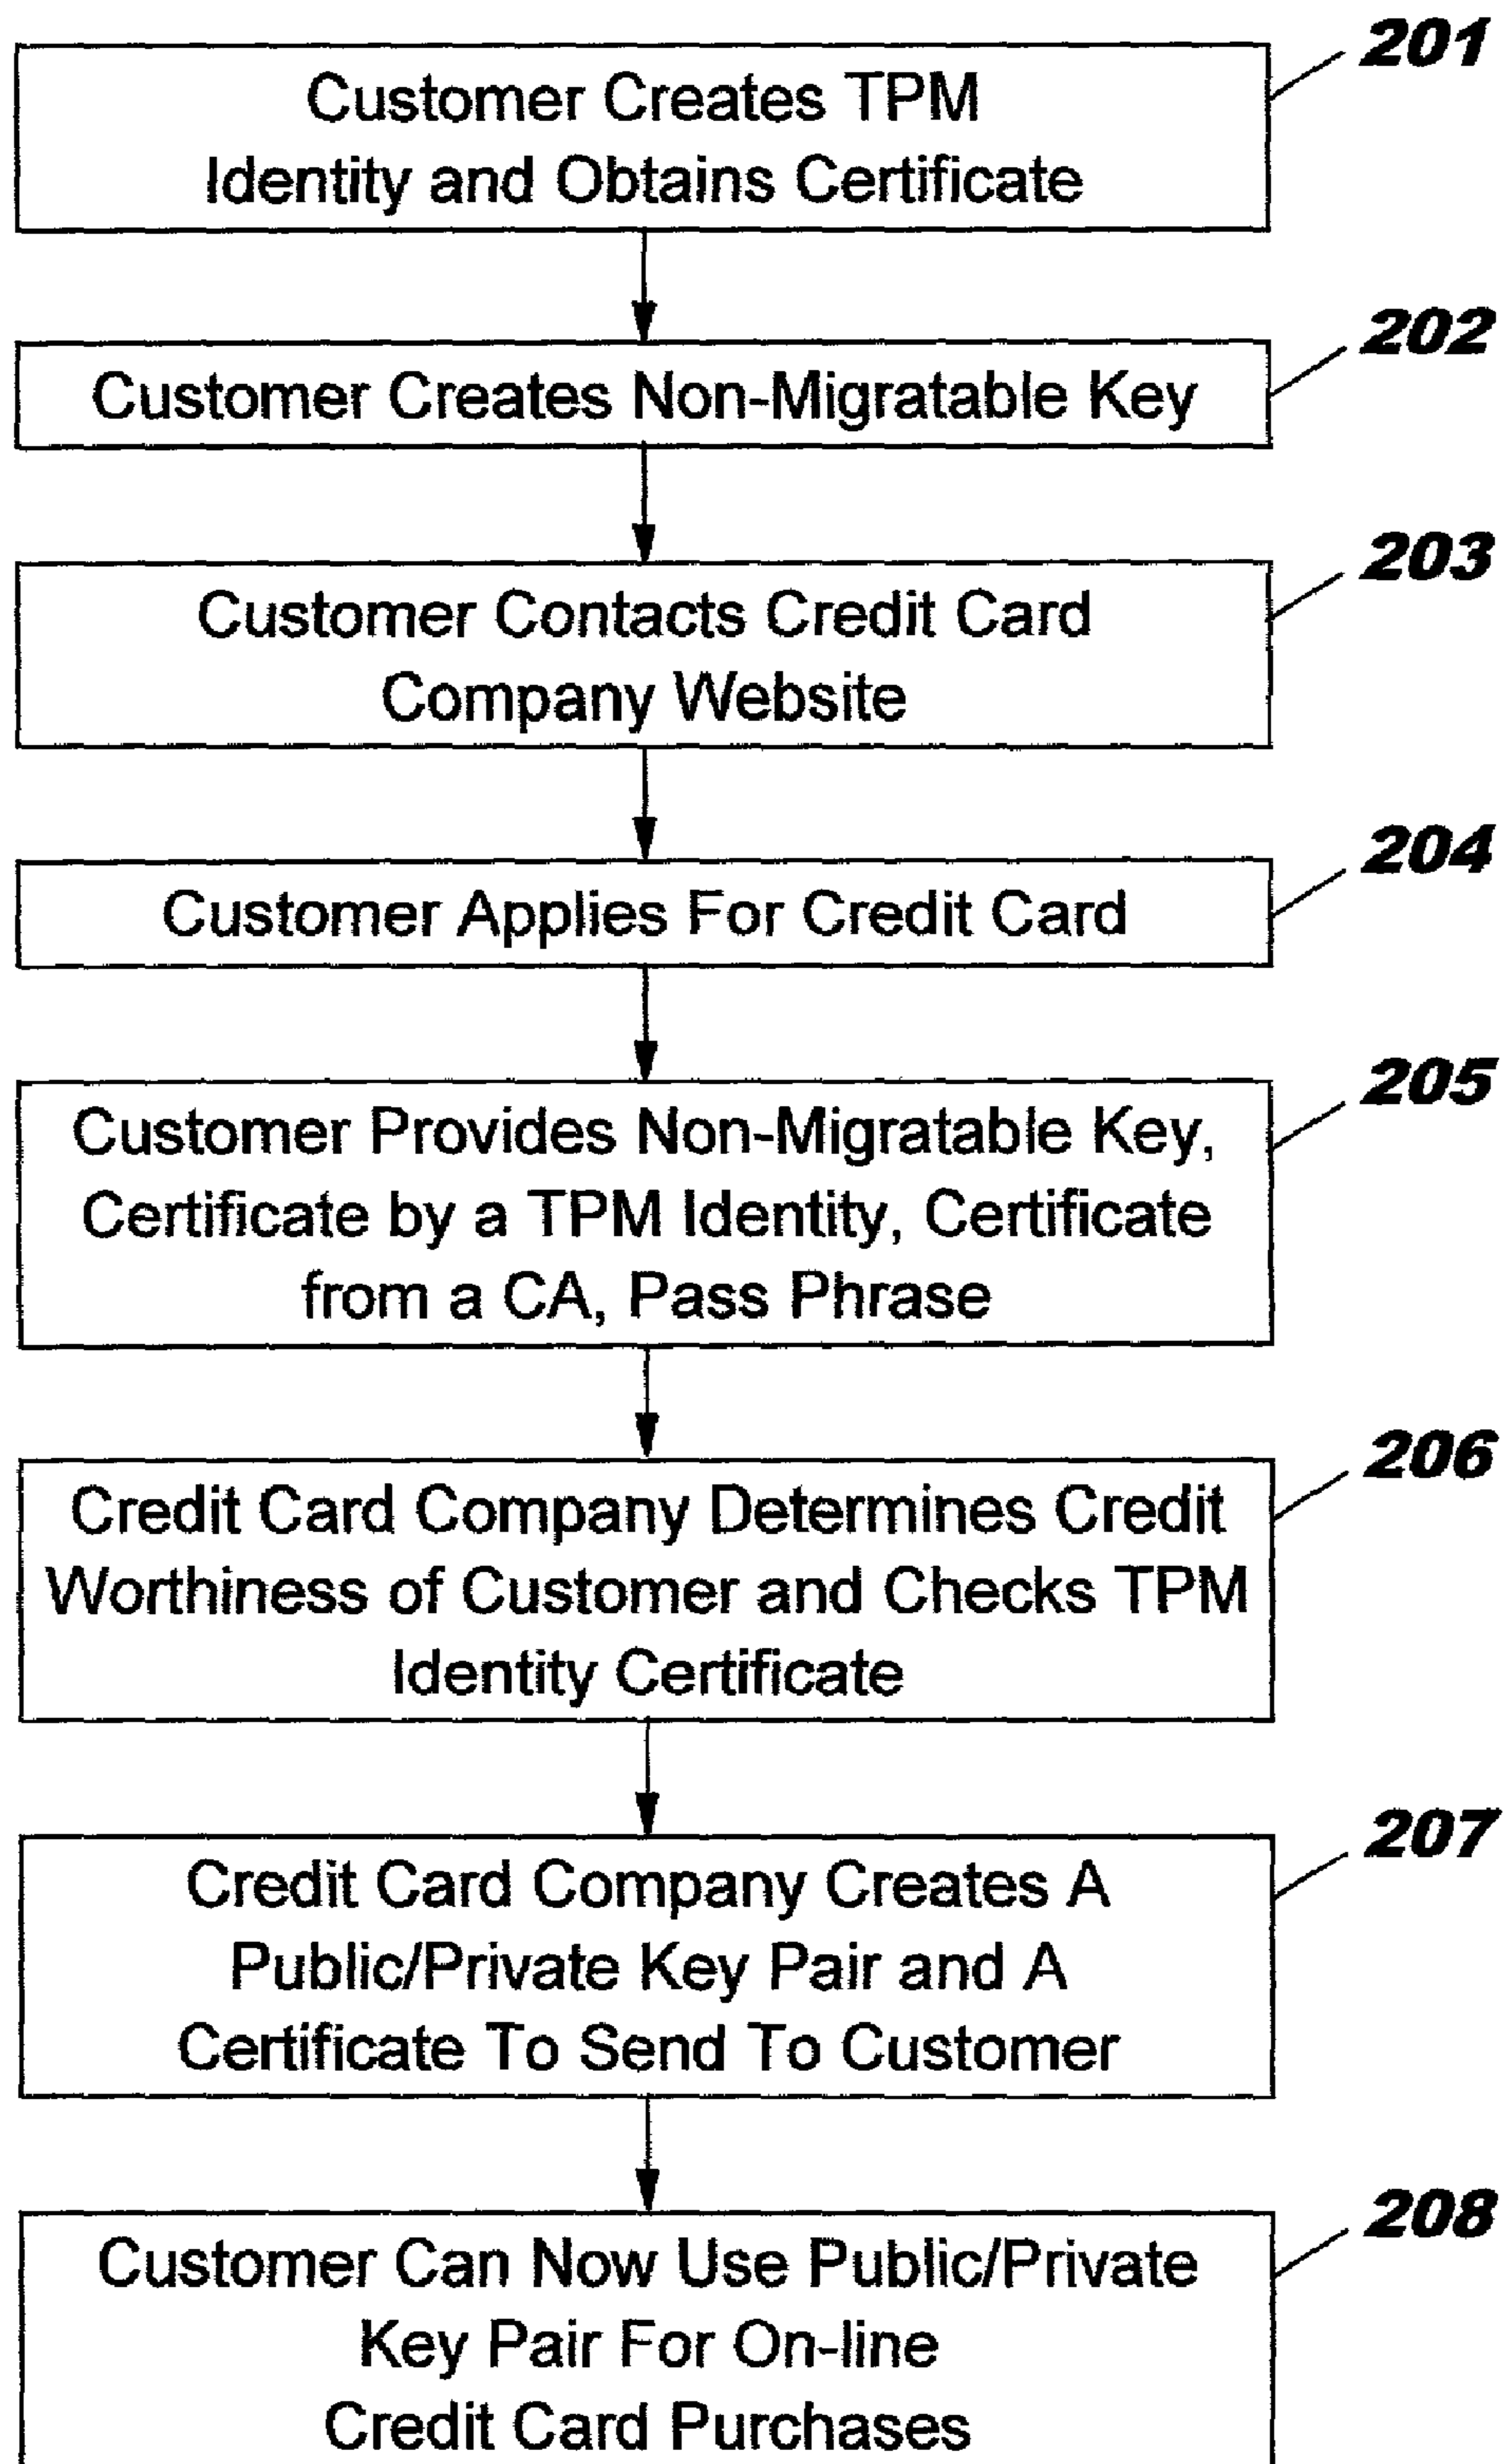 201
Customer Creates TPM
Identity and Obtains Certificate
202
Customer Creates Non-Migratable Key
203
Customer Contacts Credit Card
Company Website
204
Customer Applies For Credit Card
205
Customer Provides Non-Migratable Key,
Certificate by a TPM Identity, Certificate
from a CA, Pass Phrase
206
Credit Card Company Determines Credit
Worthiness of Customer and Checks TPM
Identity Certificate
207
Credit Card Company Creates A
Public/Private Key Pair and A
Certificate To Send To Customer
208
Customer Can Now Use Public/Private
Key Pair For On-line
Credit Card Purchases